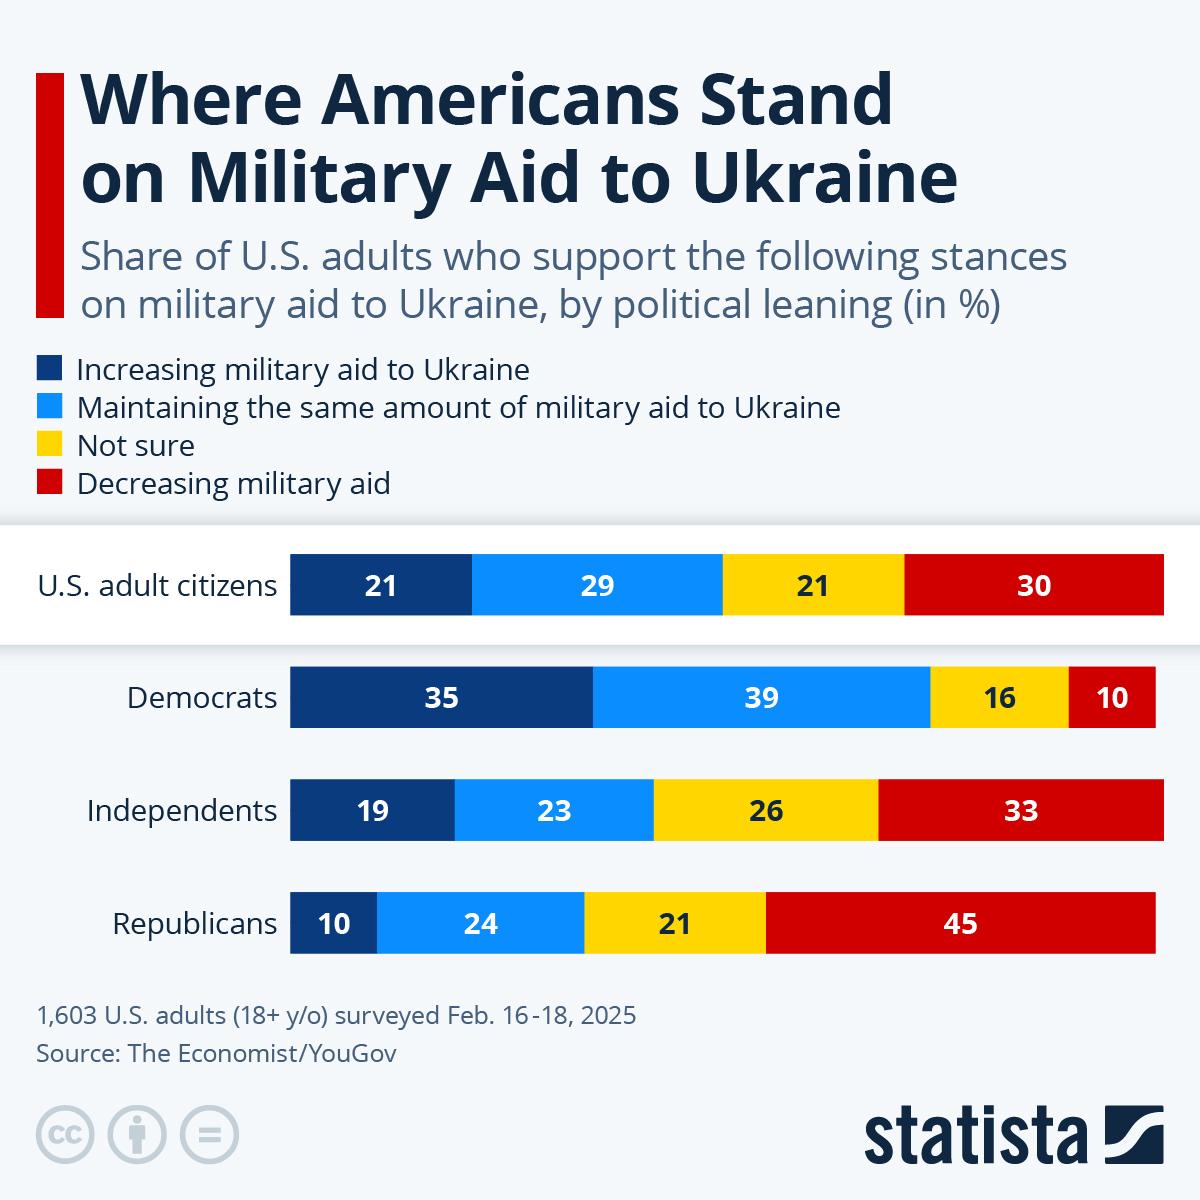 Where Americans Stand
on Military Aid to Ukraine
Share of U.S. adults who support the following stances
on military aid to Ukraine, by political leaning (in %)
Increasing military aid to Ukraine
Maintaining the same amount of military aid to Ukraine
Not sure
Decreasing military aid
U.S. adult citizens 21 29 21 30
Democrats 35 39 16 10
Independents 19 23 26 33
Republicans 10 24 21 45
1,603 U.S. adults (18+ y/o) surveyed Feb. 16-18, 2025
Source: The Economist/YouGov
cc =
statista